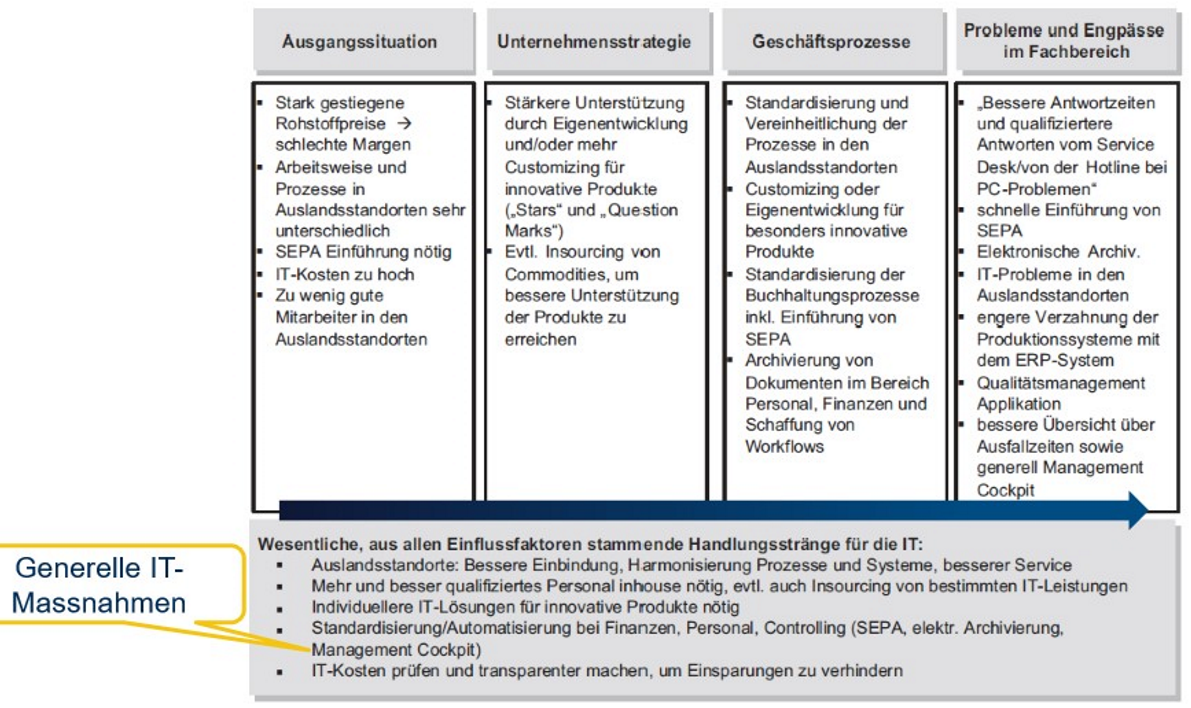 Ausgangssituation
Stark gestiegene
Rohstoffpreise →
schlechte Margen
Arbeitsweise und
Prozesse in
Auslandsstandorten sehr
unterschiedlich
SEPA Einführung nötig
IT-Kosten zu hoch
Zu wenig gute
Mitarbeiter in den
Auslandsstandorten
Unternehmensstrategie
Stärkere Unterstützung
durch Eigenentwicklung
und/oder mehr
Customizing für
innovative Produkte
(„Stars“ und „Question
Marks“)
Evtl. Insourcing von
Commodities, um
bessere Unterstützung
der Produkte zu
erreichen
Geschäftsprozesse
Standardisierung und
Vereinheitlichung der
Prozesse in den
Auslandsstandorten
Customizing oder
Eigenentwicklung für
besonders innovative
Produkte
Standardisierung der
Buchhaltungsprozesse
inkl. Einführung von
SEPA
Archivierung von
Dokumenten im Bereich
Personal, Finanzen und
Schaffung von
Workflows
Probleme und Engpässe
im Fachbereich
„Bessere Antwortzeiten
und qualifiziertere
Antworten vom Service
Desk/von der Hotline bei
PC-Problemen“
schnelle Einführung von
SEPA
Elektronische Archiv.
IT-Probleme in den
Auslandsstandorten
engere Verzahnung der
Produktionssysteme mit
dem ERP-System
Qualitätsmanagement
Applikation
bessere Übersicht über
Ausfallzeiten sowie
generell Management
Cockpit
Generelle IT-
Massnahmen
Wesentliche, aus allen Einflussfaktoren stammende Handlungsstränge für die IT:
Auslandsstandorte: Bessere Einbindung, Harmonisierung Prozesse und Systeme, besserer Service
Mehr und besser qualifiziertes Personal inhouse nötig, evtl. auch Insourcing von bestimmten IT-Leistungen
Individuellere IT-Lösungen für innovative Produkte nötig
Standardisierung/Automatisierung bei Finanzen, Personal, Controlling (SEPA, elektr. Archivierung,
Management Cockpit)
IT-Kosten prüfen und transparenter machen, um Einsparungen zu verhindern